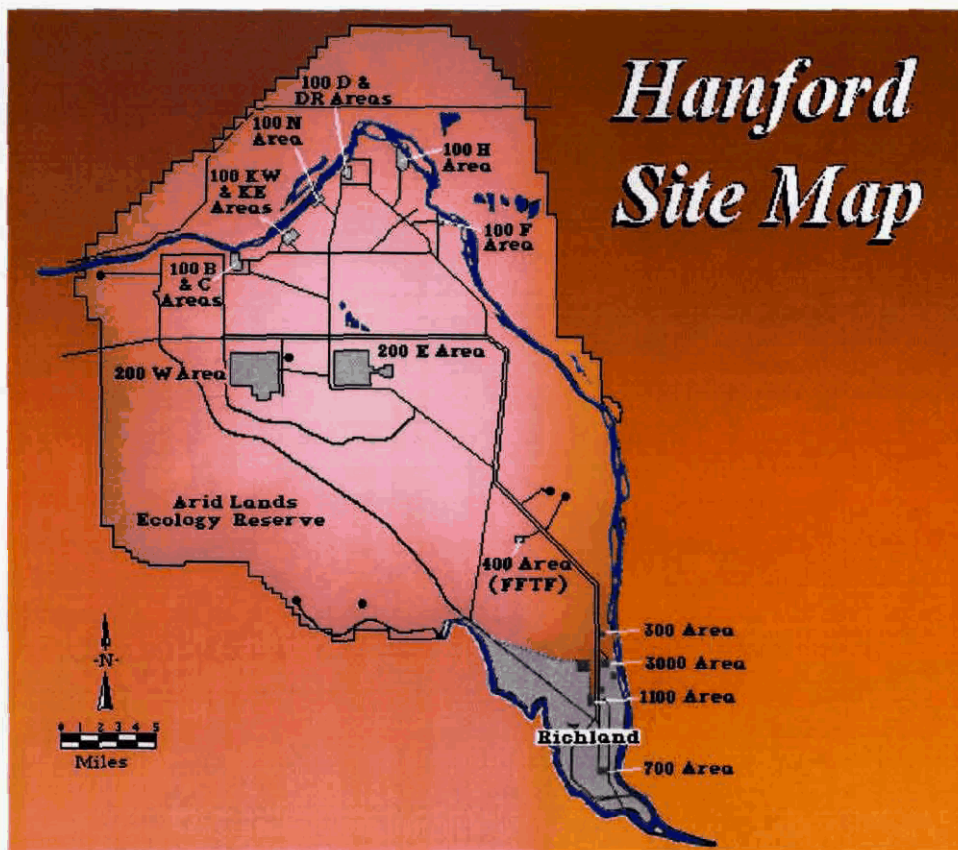 Hanford
Site Map
100 D &
DR Areas
100 N
Area
100 H
Area
100 KW
& KE
Areas
100 F
Area
100 B
& C
Areas
200 E Area
200 W Area
Arid Lands
Ecology Reserve
400 Area
(FFTF)
300 Area
3000 Area
1100 Area
Richland
700 Area
-N-
0 1 2 3 4 5
Miles